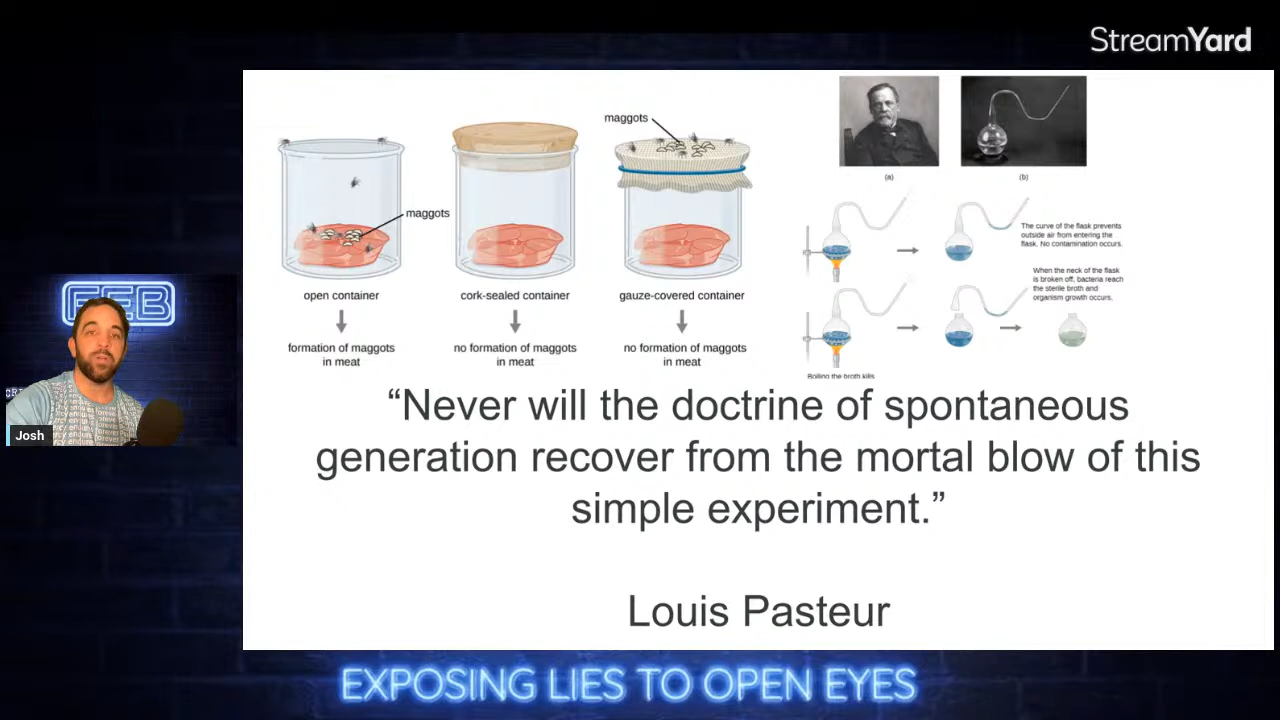 StreamYard
maggots
maggots
open container
cork-sealed container
gauze-covered container
formation of maggots
in meat
no formation of maggots
in meat
no formation of maggots
in meat
(a)
(b)
The curve of the flask prevents
outside air from entering the
flask. No contamination occurs.
When the neck of the flask
is broken off, bacteria reach
the sterile broth and
organism growth occurs.
Boiling the broth kills
“Never will the doctrine of spontaneous
generation recover from the mortal blow of this
simple experiment.”
Louis Pasteur
FEB
Josh
EXPOSING LIES TO OPEN EYES